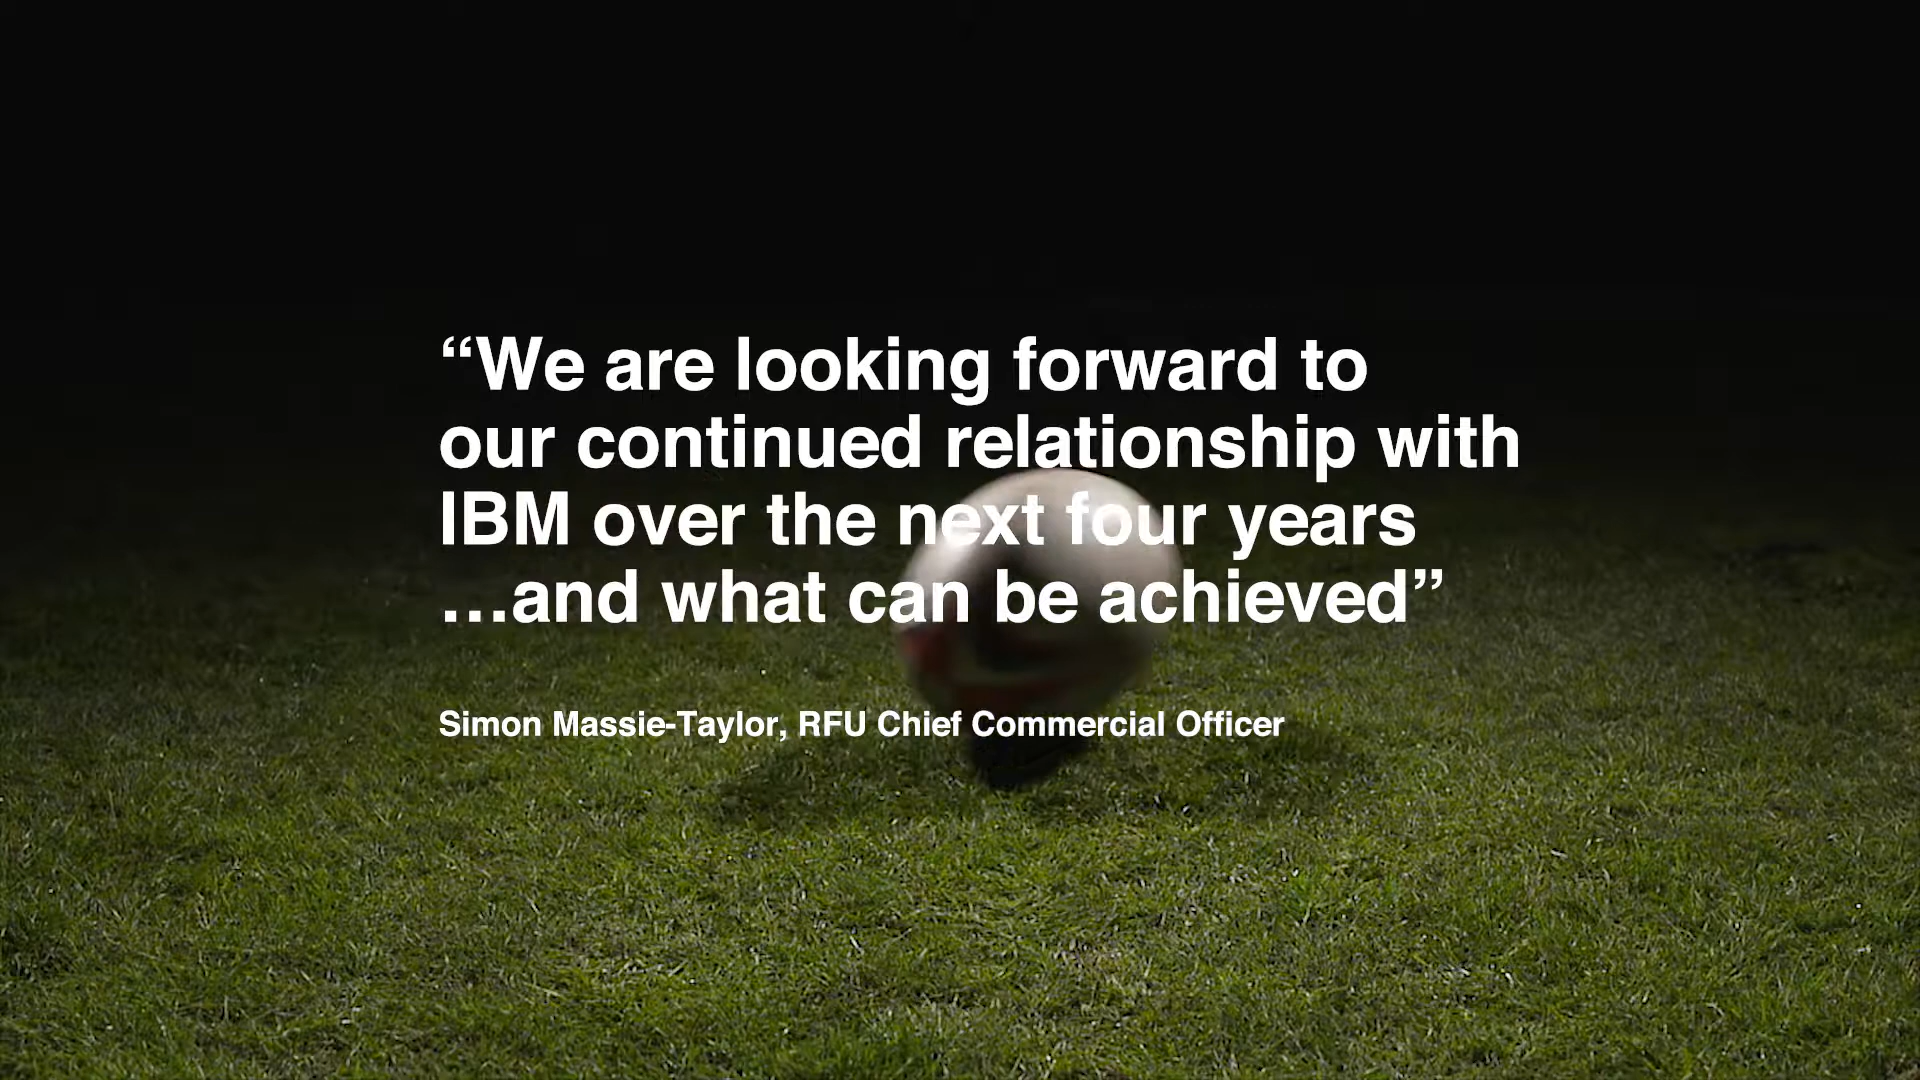 “We are looking forward to
our continued relationship with
IBM over the next four years
…and what can be achieved”
Simon Massie-Taylor, RFU Chief Commercial Officer